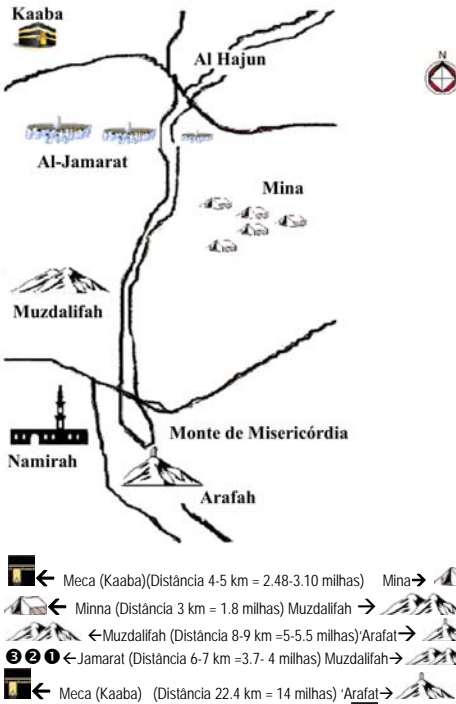 Kaaba
N
Al Hajun
Al-Jamarat
Mina
Muzdalifah
Monte de Misericórdia
Namirah
Arafah
← Meca (Kaaba)(Distância 4-5 km = 2.48-3.10 milhas) Mina→
← Minna (Distância 3 km = 1.8 milhas) Muzdalifah →
←Muzdalifah (Distância 8-9 km =5-5.5 milhas)‘Arafat→
❸❷❶←Jamarat (Distância 6-7 km =3.7- 4 milhas) Muzdalifah→
← Meca (Kaaba) (Distância 22.4 km = 14 milhas) ‘Arafat→